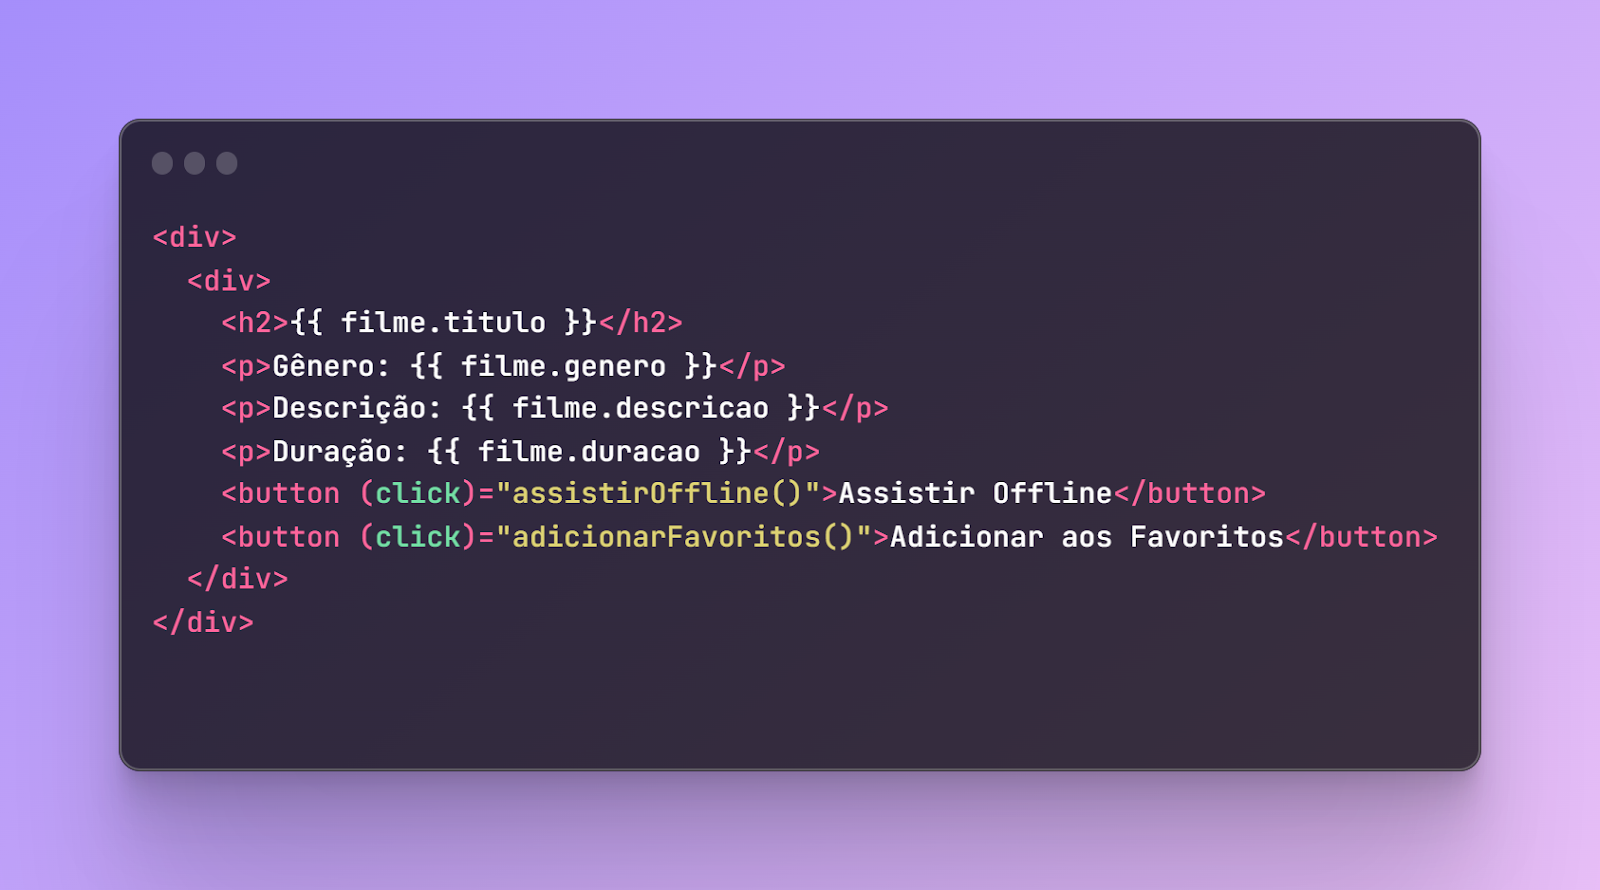 <div>
  <div>
    <h2>{{ filme.titulo }}</h2>
    <p>Gênero: {{ filme.genero }}</p>
    <p>Descrição: {{ filme.descricao }}</p>
    <p>Duração: {{ filme.duracao }}</p>
    <button (click)="assistirOffline()">Assistir Offline</button>
    <button (click)="adicionarFavoritos()">Adicionar aos Favoritos</button>
  </div>
</div>